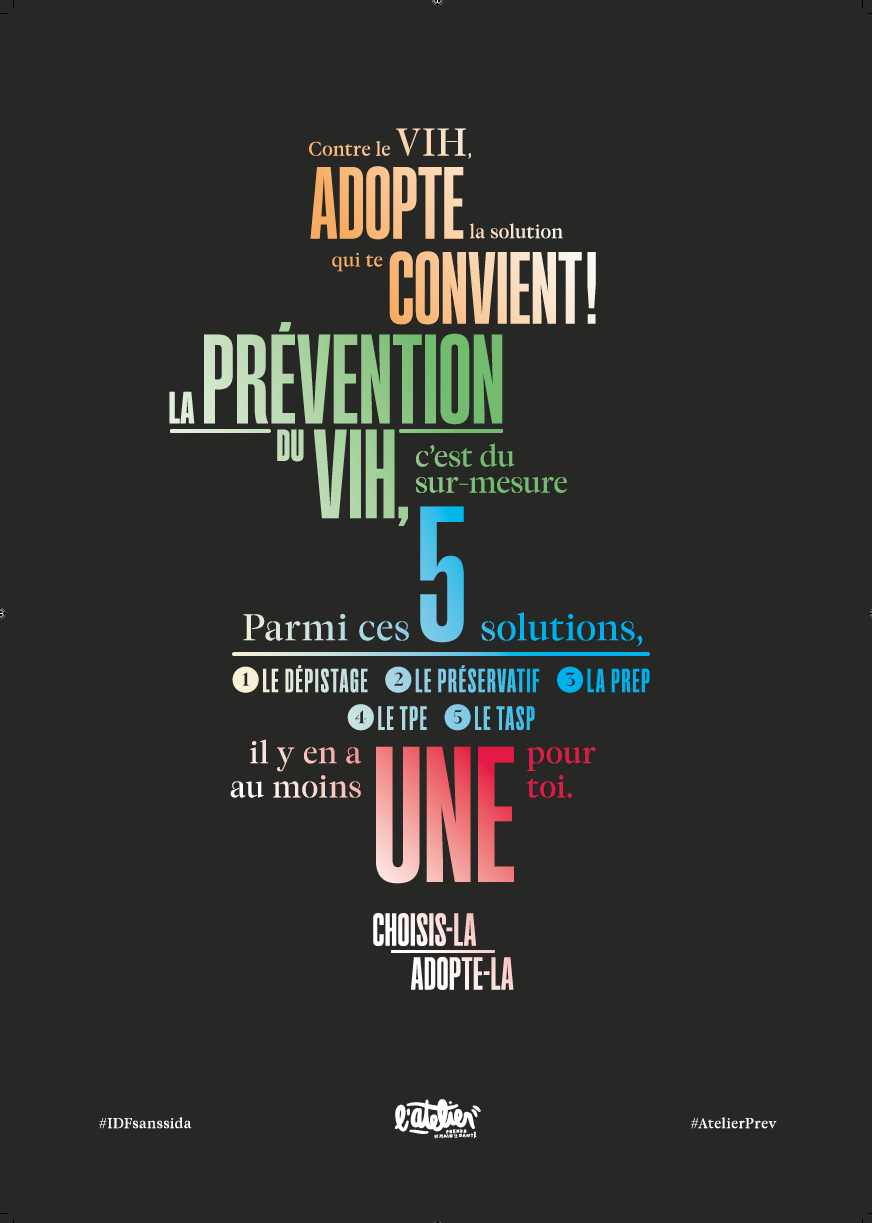 Contre le VIH,
ADOPTE la solution
qui te CONVIENT!
LA PRÉVENTION
DU VIH, c'est du
sur-mesure
Parmi ces 5 solutions,
1 LE DÉPISTAGE 2 LE PRÉSERVATIF 3 LA PREP
4 LE TPE 5 LE TASP
il y en a
au moins
UNE
pour
toi.
CHOISIS-LA
ADOPTE-LA
#IDFsanssida
l'atelier
PRENDS
EN MAIN TA SANTÉ
#AtelierPrev